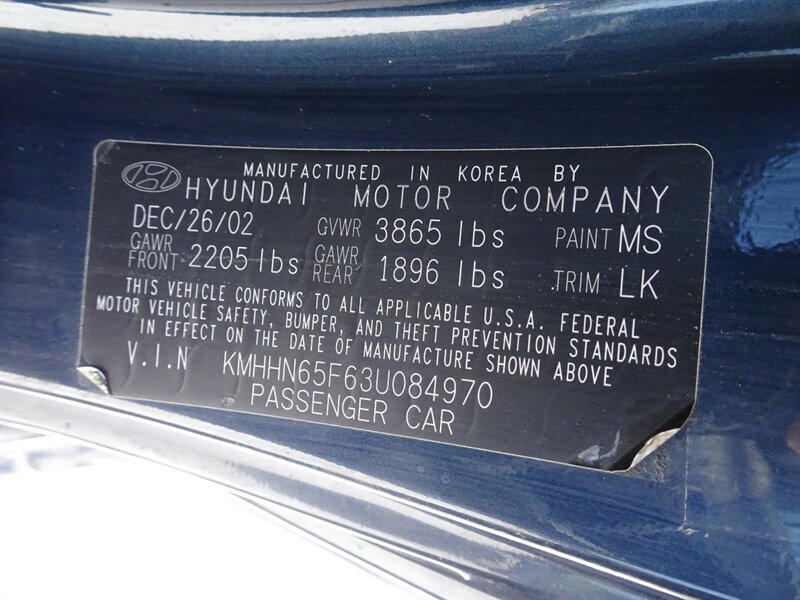 MANUFACTURED IN KOREA BY
HYUNDAI MOTOR COMPANY
DEC/26/02 GVWR 3865 lbs PAINT MS
GAWR FRONT 2205 lbs GAWR REAR 1896 lbs .TRIM LK
THIS VEHICLE CONFORMS TO ALL APPLICABLE U.S.A. FEDERAL
MOTOR VEHICLE SAFETY, BUMPER, AND THEFT PREVENTION STANDARDS
IN EFFECT ON THE DATE OF MANUFACTURE SHOWN ABOVE
V.I.N KMHHN65F63U084970
PASSENGER CAR